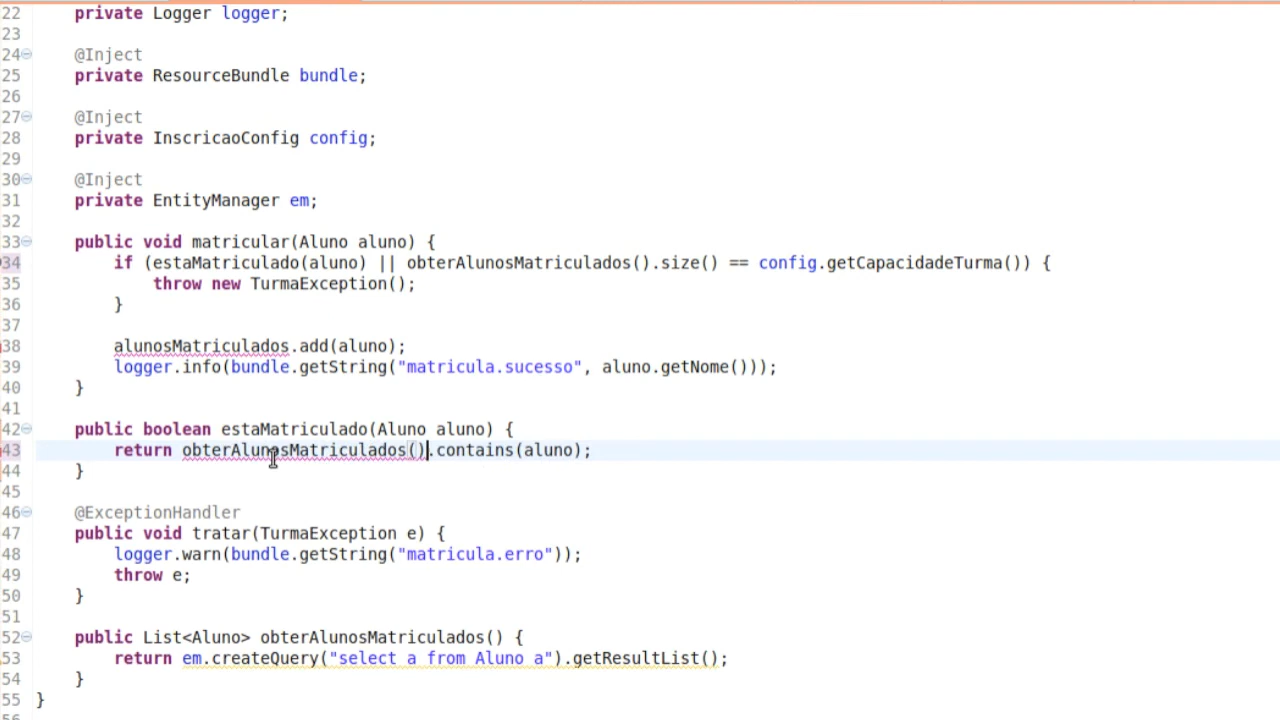 22 private Logger logger;
23
24 @Inject
25 private ResourceBundle bundle;
26
27 @Inject
28 private InscricaoConfig config;
29
30 @Inject
31 private EntityManager em;
32
33 public void matricular(Aluno aluno) {
34 if (estaMatriculado(aluno) || obterAlunosMatriculados().size() == config.getCapacidadeTurma()) {
35 throw new TurmaException();
36 }
37
38 alunosMatriculados.add(aluno);
39 logger.info(bundle.getString("matricula.sucesso", aluno.getNome()));
40 }
41
42 public boolean estaMatriculado(Aluno aluno) {
43 return obterAlunosMatriculados().contains(aluno);
44 }
45
46 @ExceptionHandler
47 public void tratar(TurmaException e) {
48 logger.warn(bundle.getString("matricula.erro"));
49 throw e;
50 }
51
52 public List<Aluno> obterAlunosMatriculados() {
53 return em.createQuery("select a from Aluno a").getResultList();
54 }
55 }
56